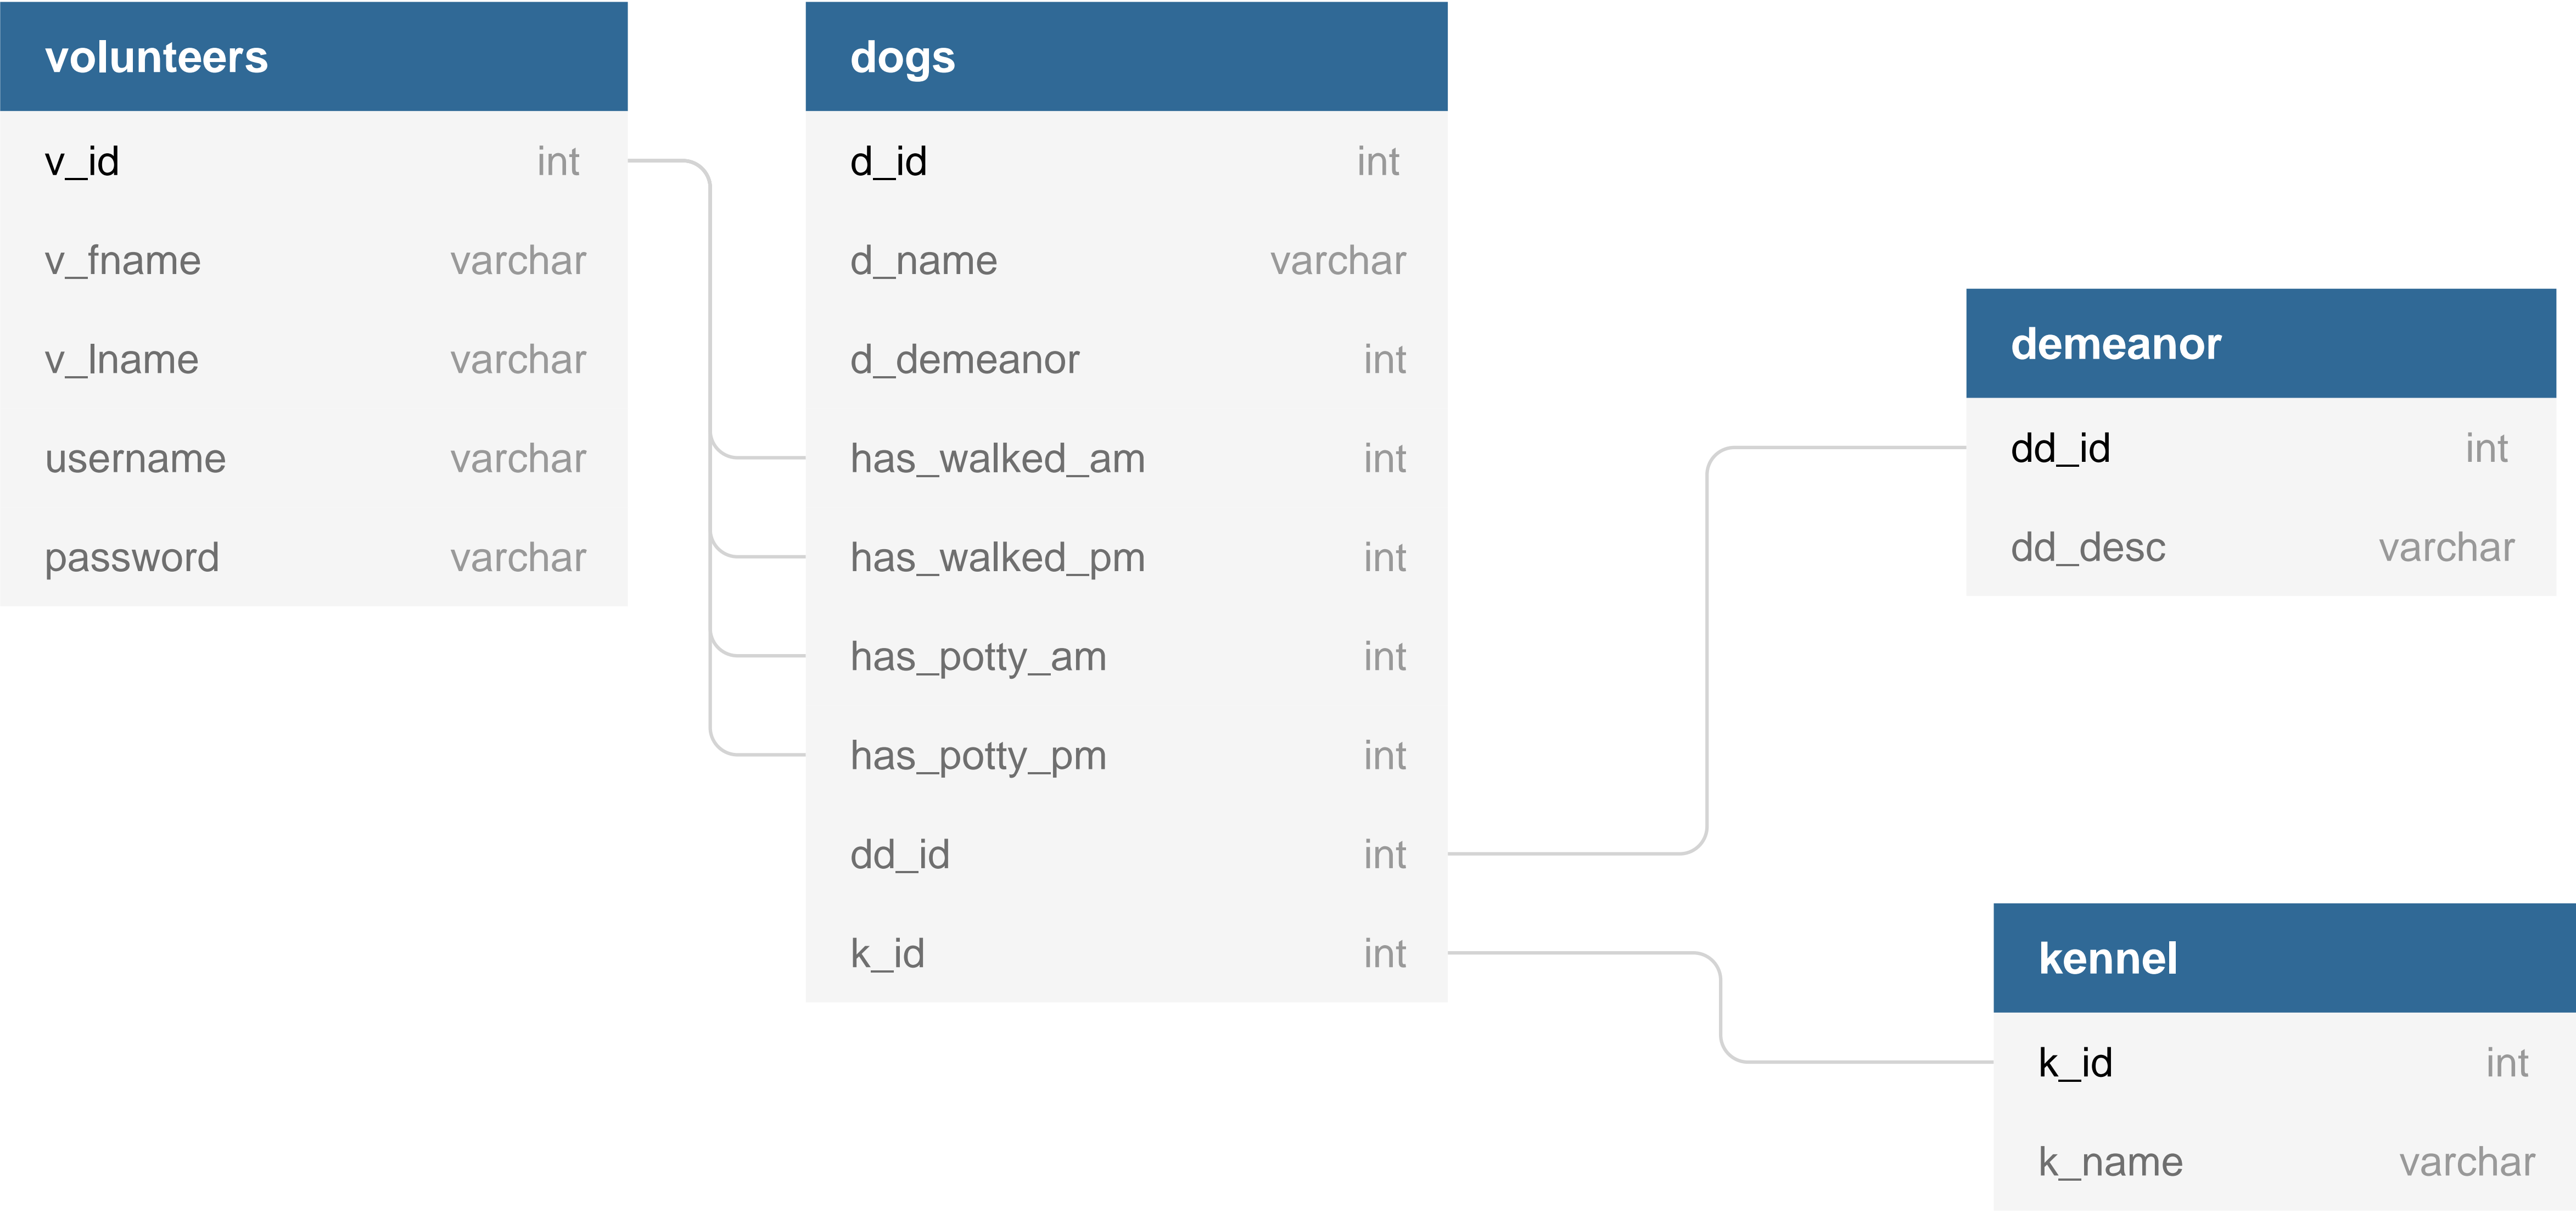 volunteers
v_id int
v_fname varchar
v_lname varchar
username varchar
password varchar
dogs
d_id int
d_name varchar
d_demeanor int
has_walked_am int
has_walked_pm int
has_potty_am int
has_potty_pm int
dd_id int
k_id int
demeanor
dd_id int
dd_desc varchar
kennel
k_id int
k_name varchar